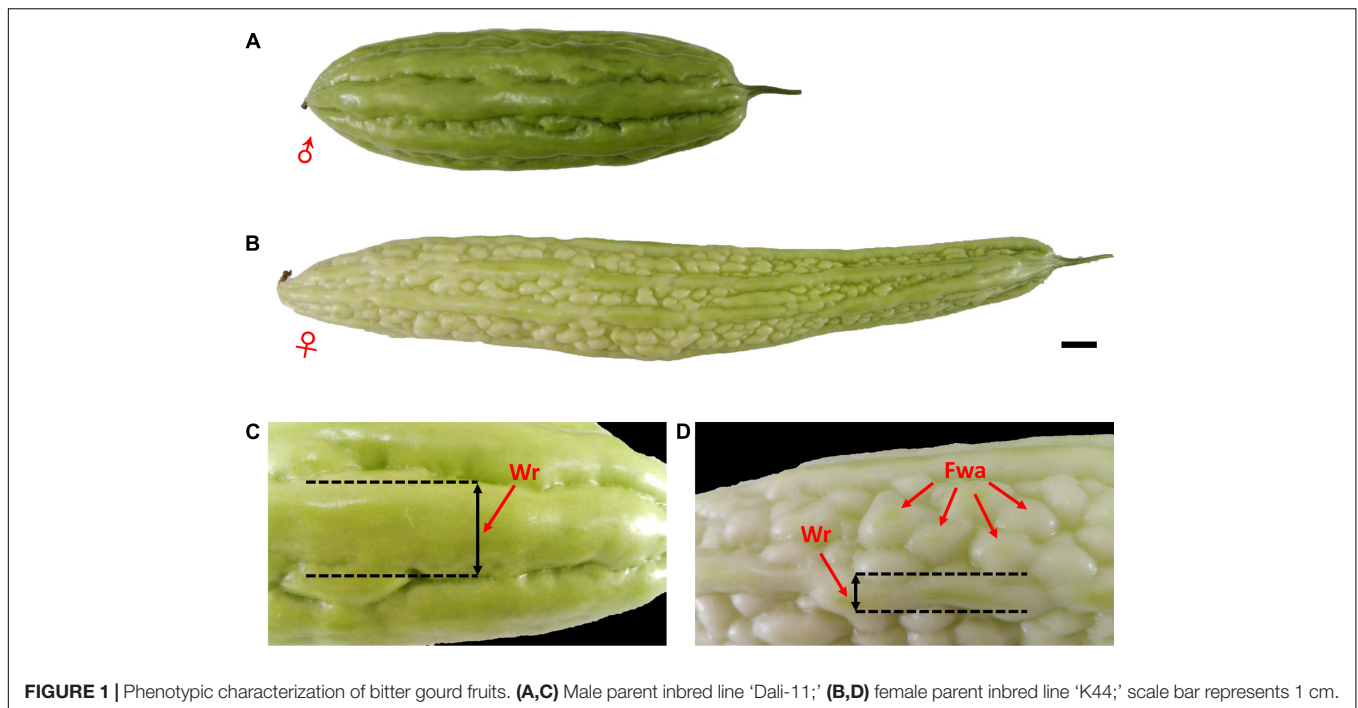 A
♂
B
♀
C
Wr
D
Fwa
Wr
FIGURE 1 | Phenotypic characterization of bitter gourd fruits. (A,C) Male parent inbred line ‘Dali-11;’ (B,D) female parent inbred line ‘K44;’ scale bar represents 1 cm.